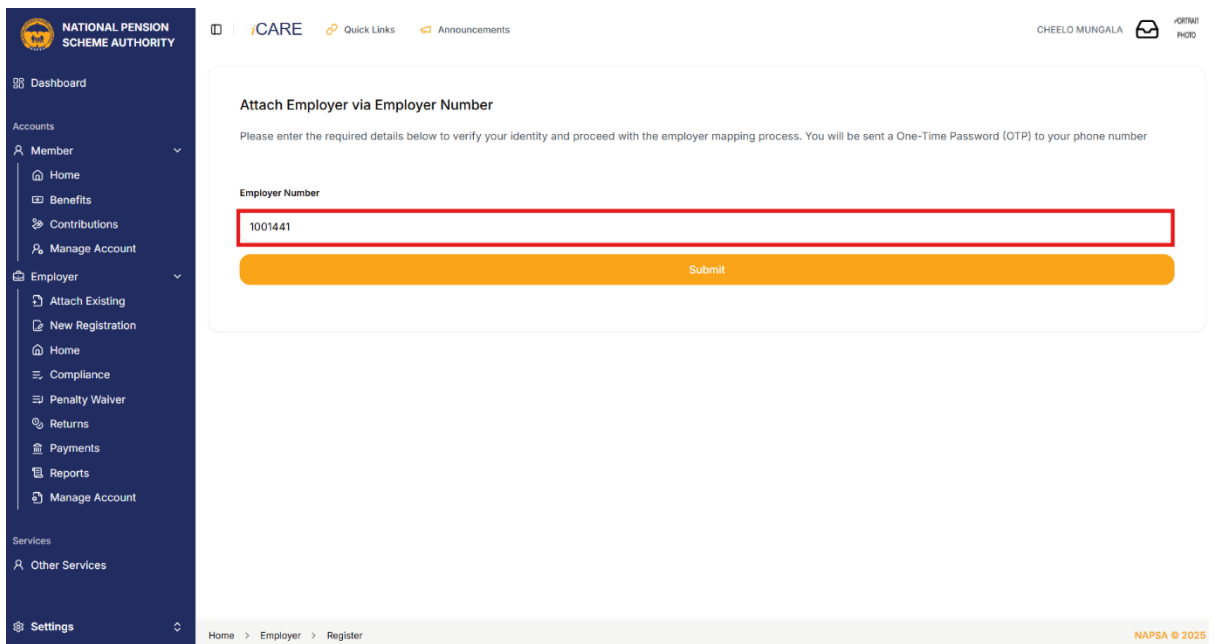 NATIONAL PENSION
SCHEME AUTHORITY
Dashboard
Accounts
Member
Home
Benefits
Contributions
Manage Account
Employer
Attach Existing
New Registration
Home
Compliance
Penalty Waiver
Returns
Payments
Reports
Manage Account
Services
Other Services
Settings
iCARE Quick Links Announcements CHEELO MUNGALA
PORTRAIT
PHOTO
Attach Employer via Employer Number
Please enter the required details below to verify your identity and proceed with the employer mapping process. You will be sent a One-Time Password (OTP) to your phone number
Employer Number
1001441
Submit
Home > Employer > Register NAPSA © 2025